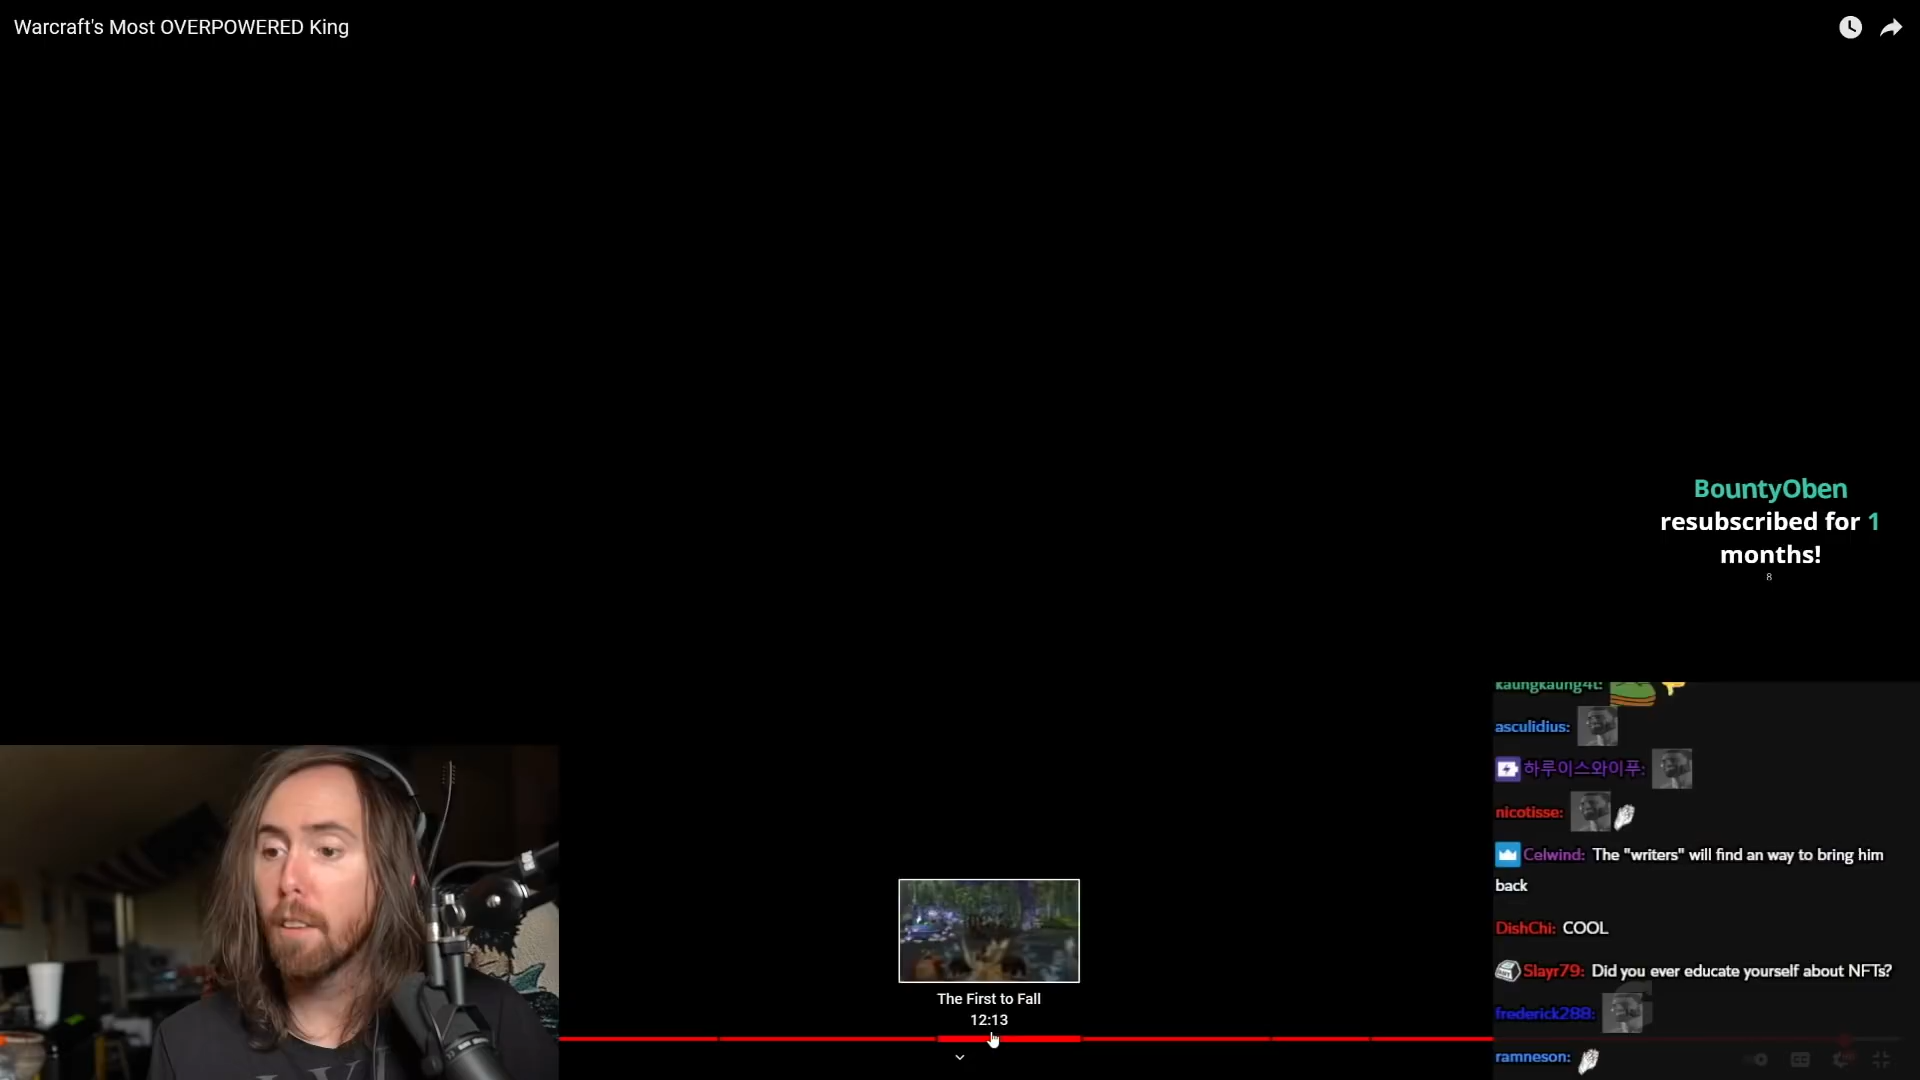 Warcraft's Most OVERPOWERED King
BountyOben
resubscribed for 1
months!
8
kaungkaung4t:
asculidius:
하루이스와이푸:
nicotisse:
Celwind: The "writers" will find an way to bring him
back
DishChi: COOL
Slayr79: Did you ever educate yourself about NFTs?
frederick288:
ramneson:
The First to Fall
12:13